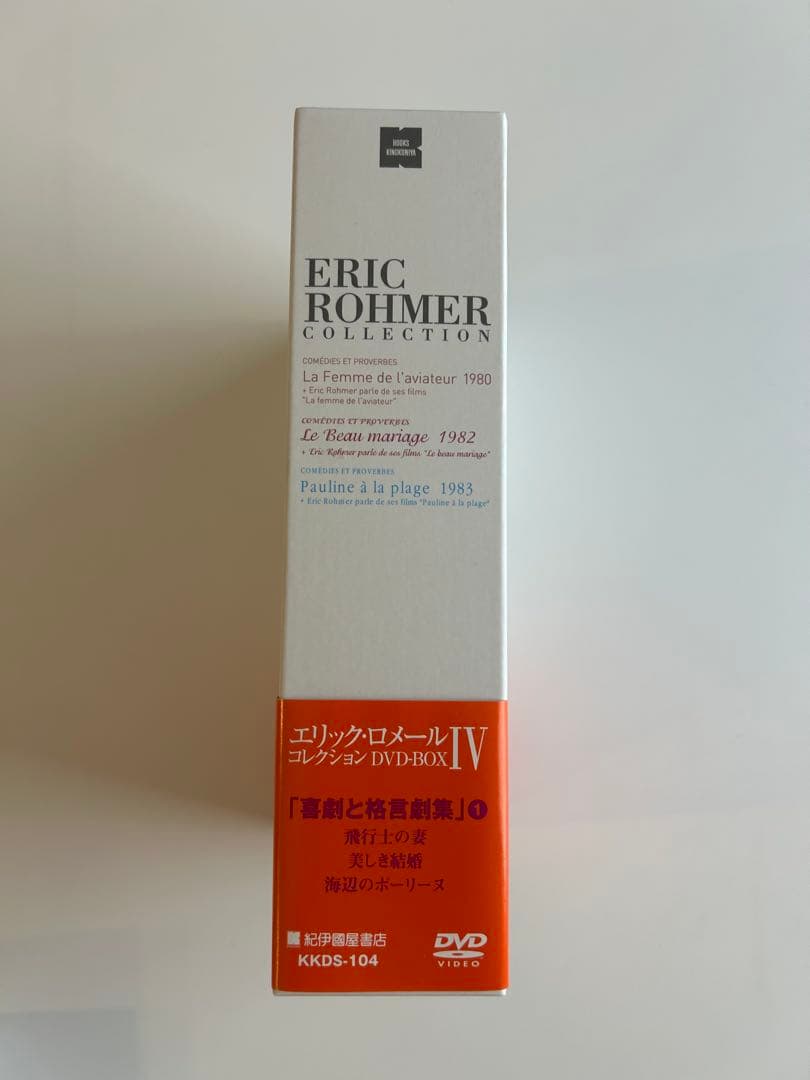 HOOKS
KINOKUNIYA
ERIC
ROHMER
COLLECTION
COMÉDIES ET PROVERBES
La Femme de l'aviateur 1980
+ Eric Rohmer parle de ses films
"La femme de l'aviateur"
COMÉDIES ET PROVERBES
Le Beau mariage 1982
+ Eric Rohmer parle de ses films "Le beau mariage"
COMÉDIES ET PROVERBES
Pauline à la plage 1983
+ Eric Rohmer parle de ses films "Pauline à la plage"
エリック・ロメール
コレクション DVD-BOX IV
「喜劇と格言劇集」❶
飛行士の妻
美しき結婚
海辺のポーリーヌ
紀伊國屋書店
KKDS-104
DVD
VIDEO